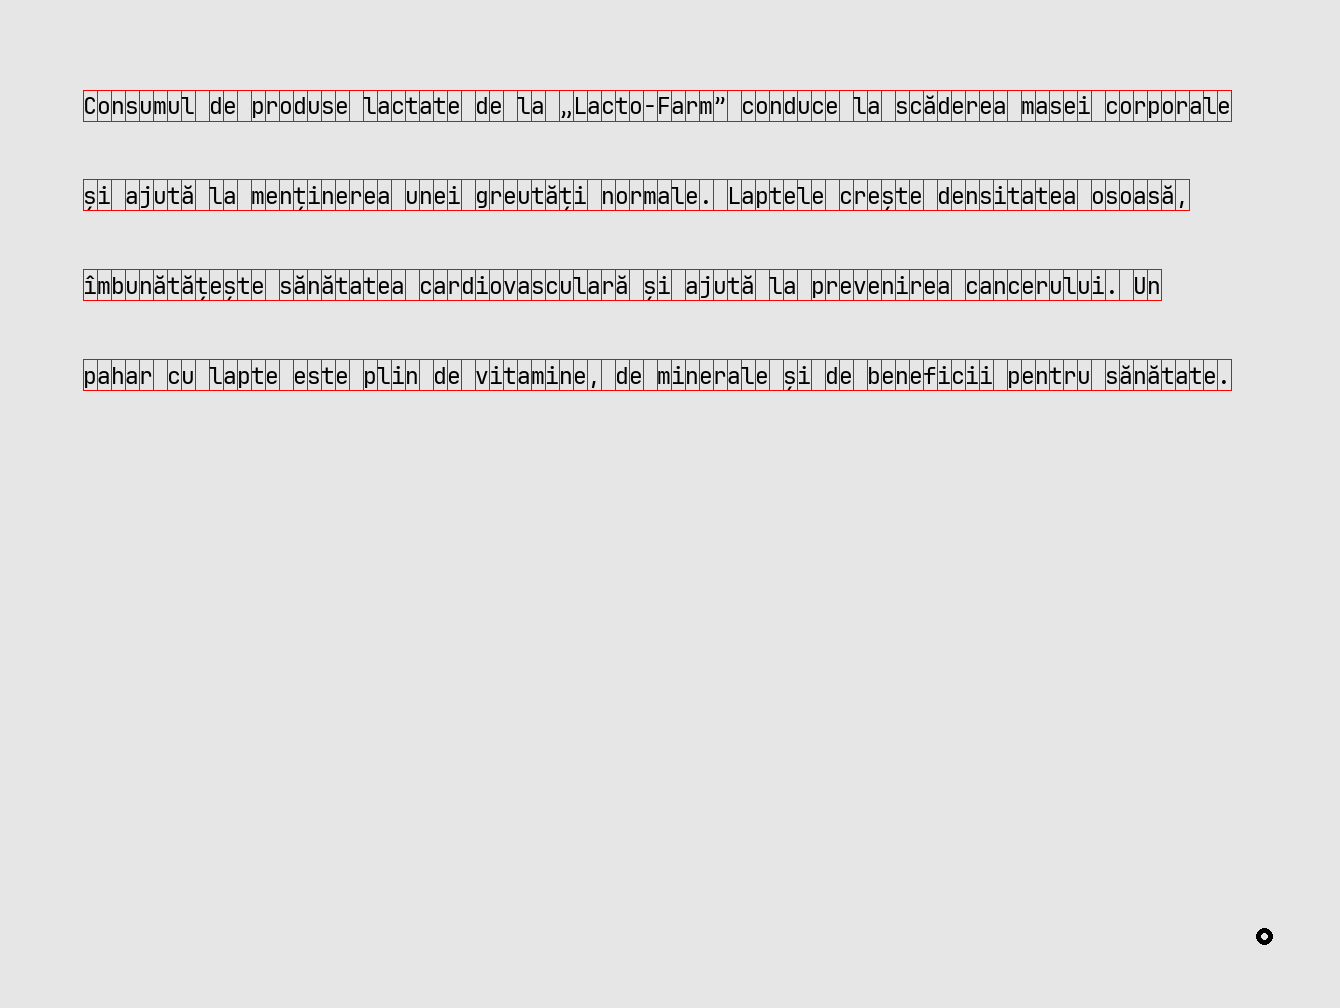 Consumul de produse lactate de la „Lacto-Farm” conduce la scăderea masei corporale
și ajută la menținerea unei greutăți normale. Laptele crește densitatea osoasă,
îmbunătățește sănătatea cardiovasculară și ajută la prevenirea cancerului. Un
pahar cu lapte este plin de vitamine, de minerale și de beneficii pentru sănătate.